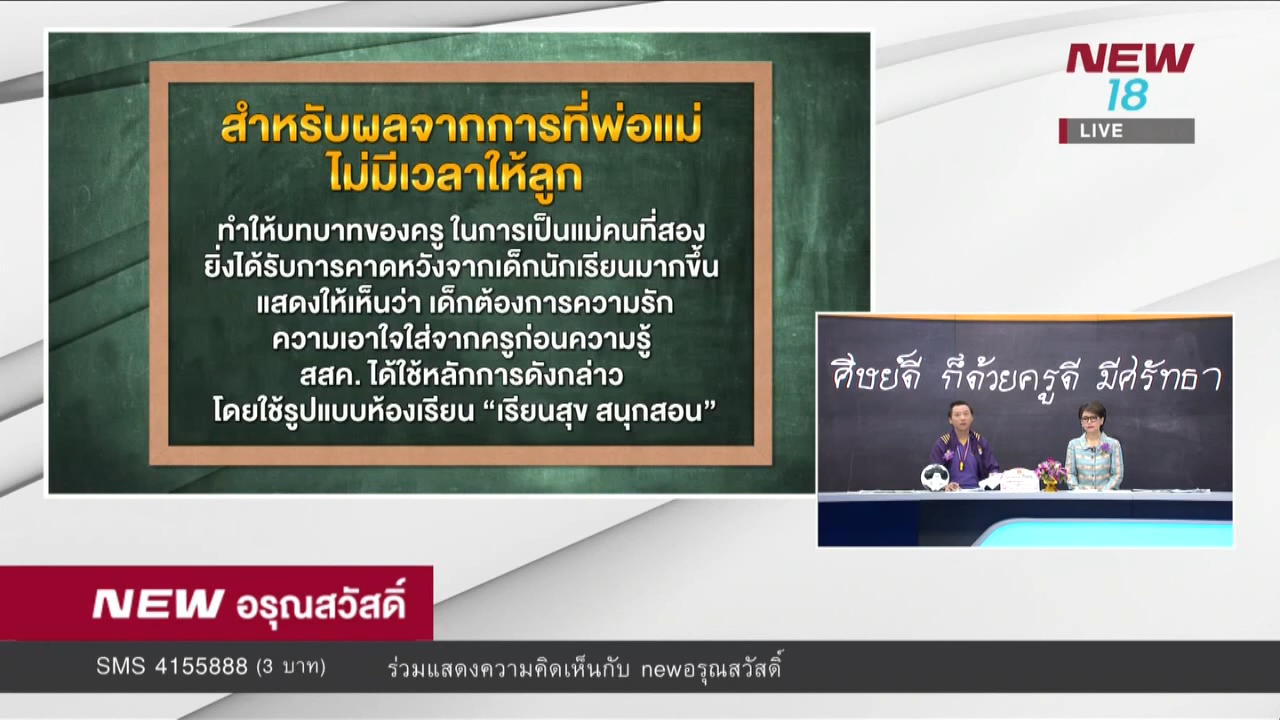 สำหรับผลจากการที่พ่อแม่
ไม่มีเวลาให้ลูก
ทำให้บทบาทของครู ในการเป็นแม่คนที่สอง
ยิ่งได้รับการคาดหวังจากเด็กนักเรียนมากขึ้น
แสดงให้เห็นว่า เด็กต้องการความรัก
ความเอาใจใส่จากครูก่อนความรู้
สสค. ได้ใช้หลักการดังกล่าว
โดยใช้รูปแบบห้องเรียน “เรียนสุข สนุกสอน”
NEW
18
LIVE
ศิษย์ดี ก็ด้วยครูดี มีศรัทธา
NEW อรุณสวัสดิ์
SMS 4155888 (3 บาท) ร่วมแสดงความคิดเห็นกับ newอรุณสวัสดิ์